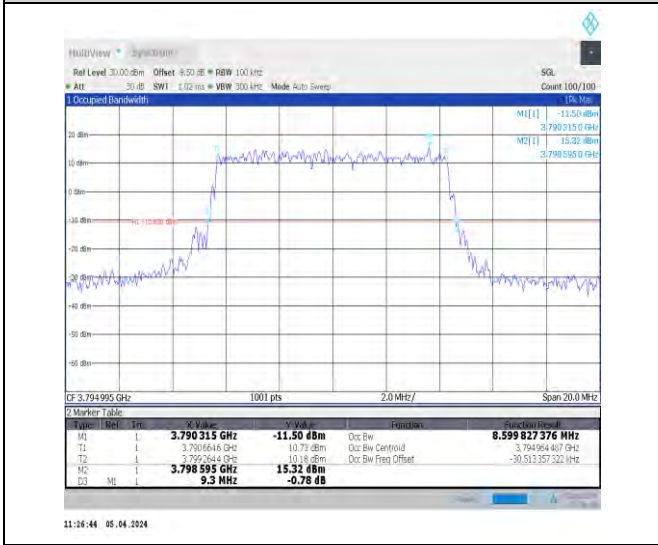 MultiView
Ref Level 30.00 dBm Offset -8.50 dB RBW 100 kHz SGL
Att 30 dB SWT 1.02 ms VBW 300 kHz Mode Auto Sweep Count 100/100
1 Occupied Bandwidth 1Pk Max
M1[1] -11.50 dBm
3.790315 0 GHz
M2[1] 15.32 dBm
3.798595 0 GHz
20 dBm
10 dBm
0 dBm
-10 dBm
-20 dBm
-30 dBm
-40 dBm
-50 dBm
-60 dBm
CF 3.794995 GHz 1001 pts 2.0 MHz/ Span 20.0 MHz
2 Marker Table
Type Ref Trc X Value Y Value Function Function Result
M1 1 3.790 315 GHz -11.50 dBm Occ Bw 8.599 827 376 MHz
T1 1 3.7906646 GHz 10.73 dBm Occ Bw Centroid 3.794964467 GHz
T2 1 3.7992644 GHz 10.18 dBm Occ Bw Freq Offset -30.513357322 kHz
M2 1 3.798 595 GHz 15.32 dBm
D3 M1 1 9.3 MHz -0.78 dB
11:26:44 05.04.2024